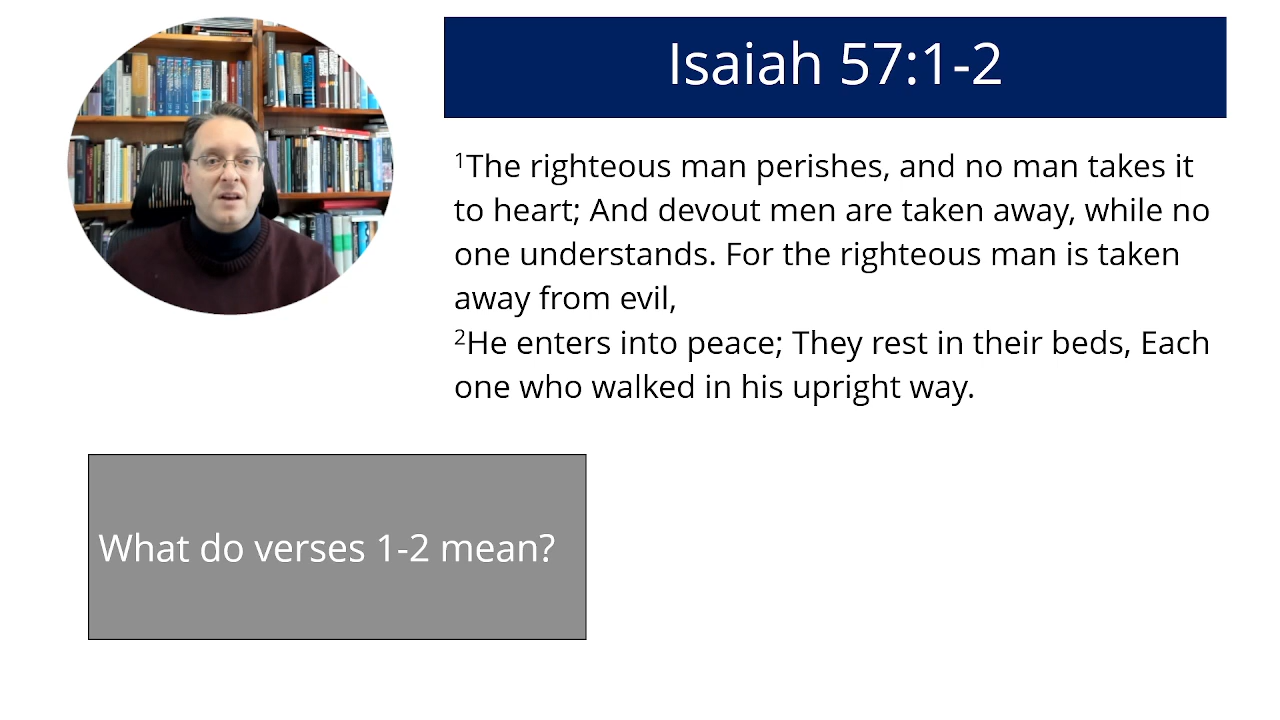 Isaiah 57:1-2
¹The righteous man perishes, and no man takes it
to heart; And devout men are taken away, while no
one understands. For the righteous man is taken
away from evil,
²He enters into peace; They rest in their beds, Each
one who walked in his upright way.
What do verses 1-2 mean?